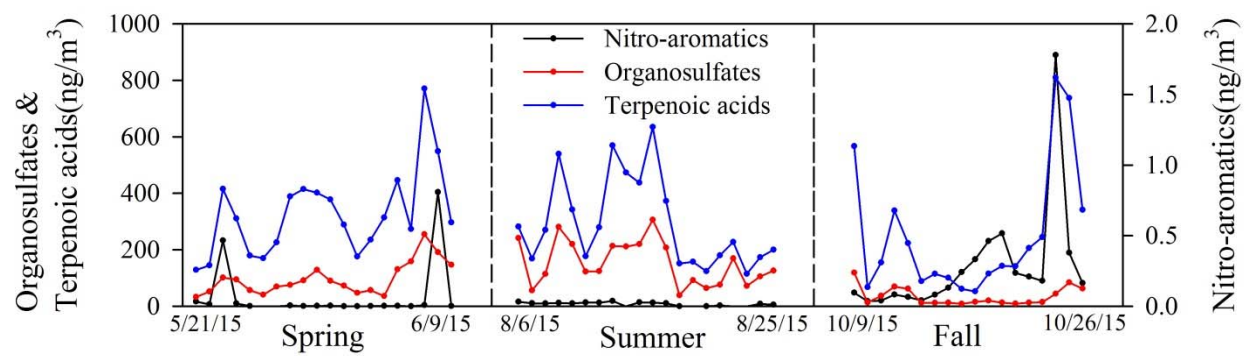 Organosulfates &
Terpenoic acids(ng/m³)
1000
800
600
400
200
0
Nitro-aromatics
Organosulfates
Terpenoic acids
2.0
1.5
1.0
0.5
0.0
Nitro-aromatics(ng/m³)
5/21/15 6/9/15 8/6/15 8/25/15 10/9/15 10/26/15
Spring Summer Fall